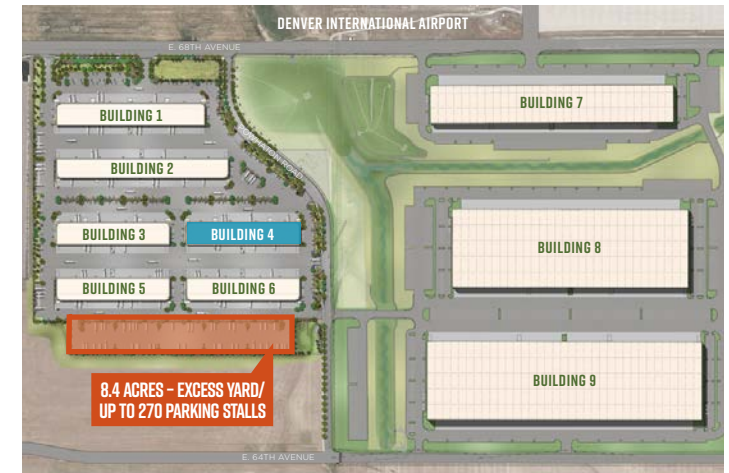 DENVER INTERNATIONAL AIRPORT
E. 68TH AVENUE
BUILDING 1
BUILDING 7
BUILDING 2
BUILDING 3
BUILDING 4
BUILDING 8
BUILDING 5
BUILDING 6
8.4 ACRES – EXCESS YARD/
UP TO 270 PARKING STALLS
BUILDING 9
E. 64TH AVENUE